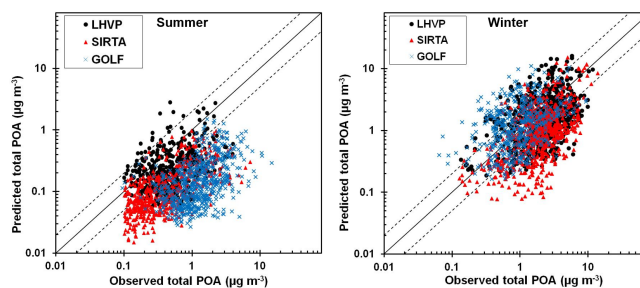 Summer
LHVP
SIRTA
GOLF
Predicted total POA (µg m-3)
10
1
0.1
0.01
0.01
0.1
1
10
Observed total POA (µg m-3)
Winter
LHVP
SIRTA
GOLF
Predicted total POA (µg m-3)
10
1
0.1
0.01
0.01
0.1
1
10
Observed total POA (µg m-3)